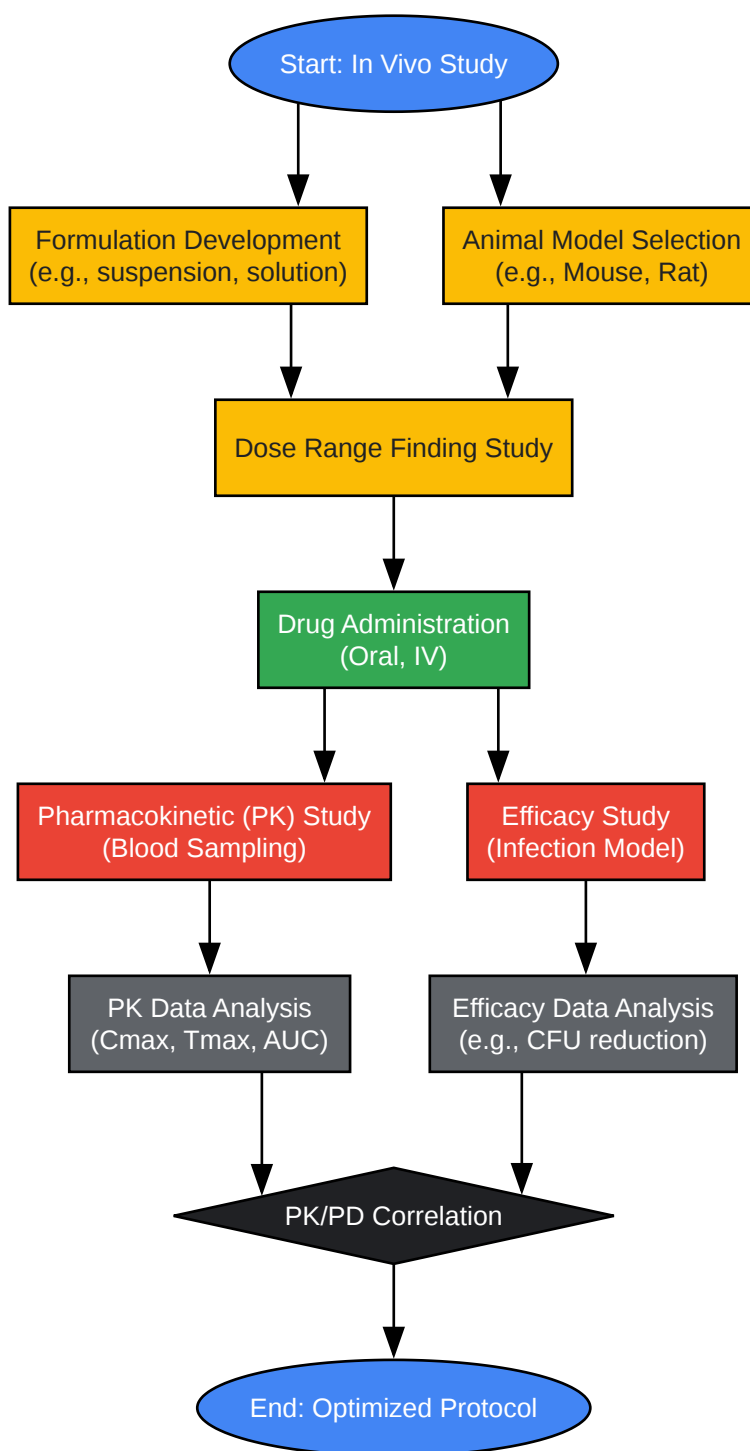 Start: In Vivo Study
Formulation Development
(e.g., suspension, solution)
Animal Model Selection
(e.g., Mouse, Rat)
Dose Range Finding Study
Drug Administration
(Oral, IV)
Pharmacokinetic (PK) Study
(Blood Sampling)
Efficacy Study
(Infection Model)
PK Data Analysis
(Cmax, Tmax, AUC)
Efficacy Data Analysis
(e.g., CFU reduction)
PK/PD Correlation
End: Optimized Protocol